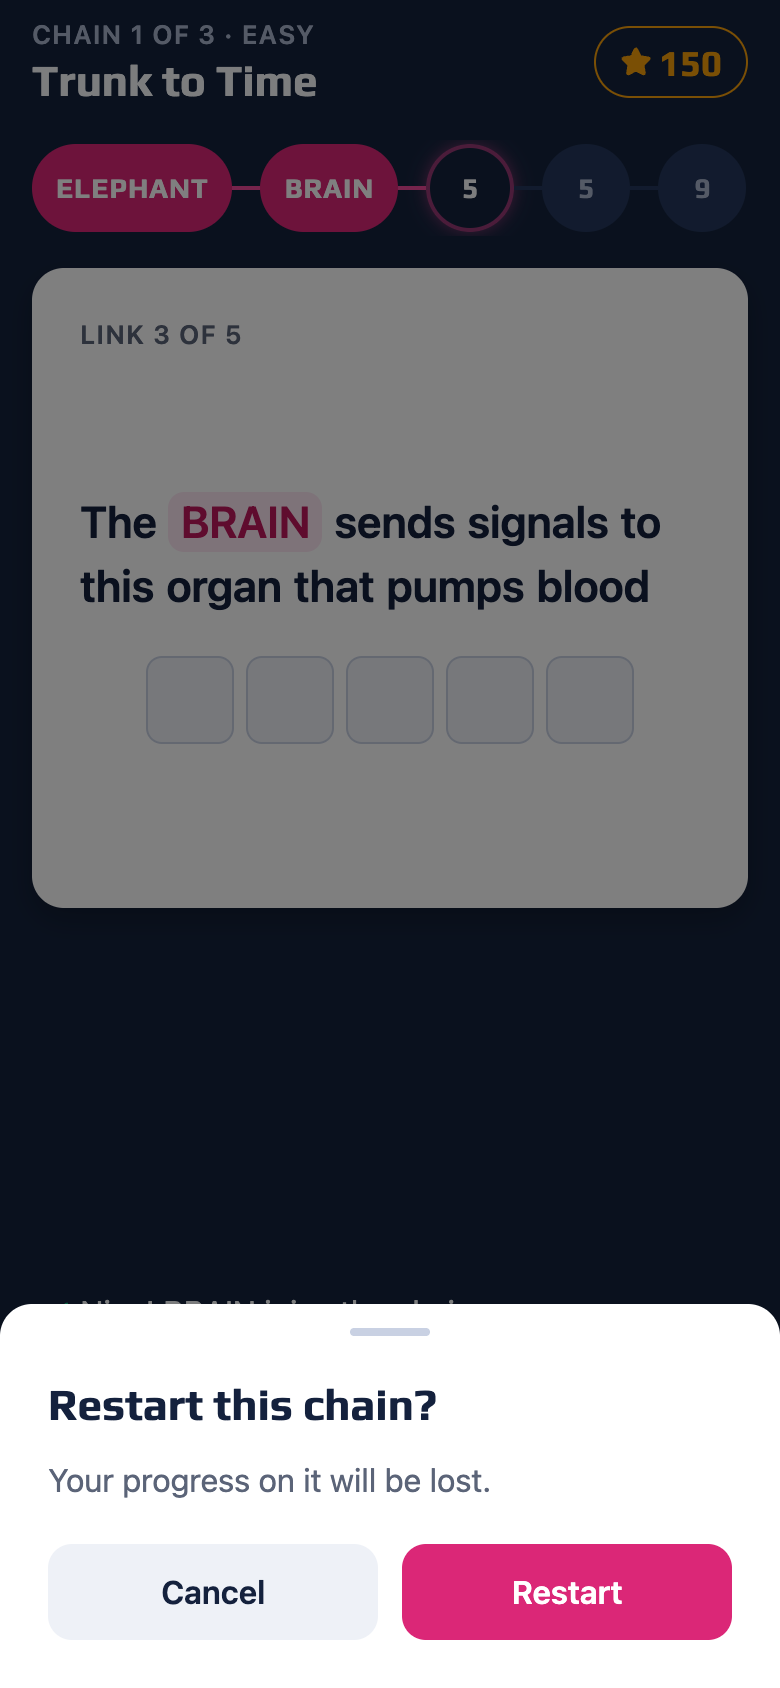 CHAIN 1 OF 3 · EASY
Trunk to Time
150
ELEPHANT
BRAIN
5
5
9
LINK 3 OF 5
The BRAIN sends signals to
this organ that pumps blood
Restart this chain?
Your progress on it will be lost.
Cancel
Restart